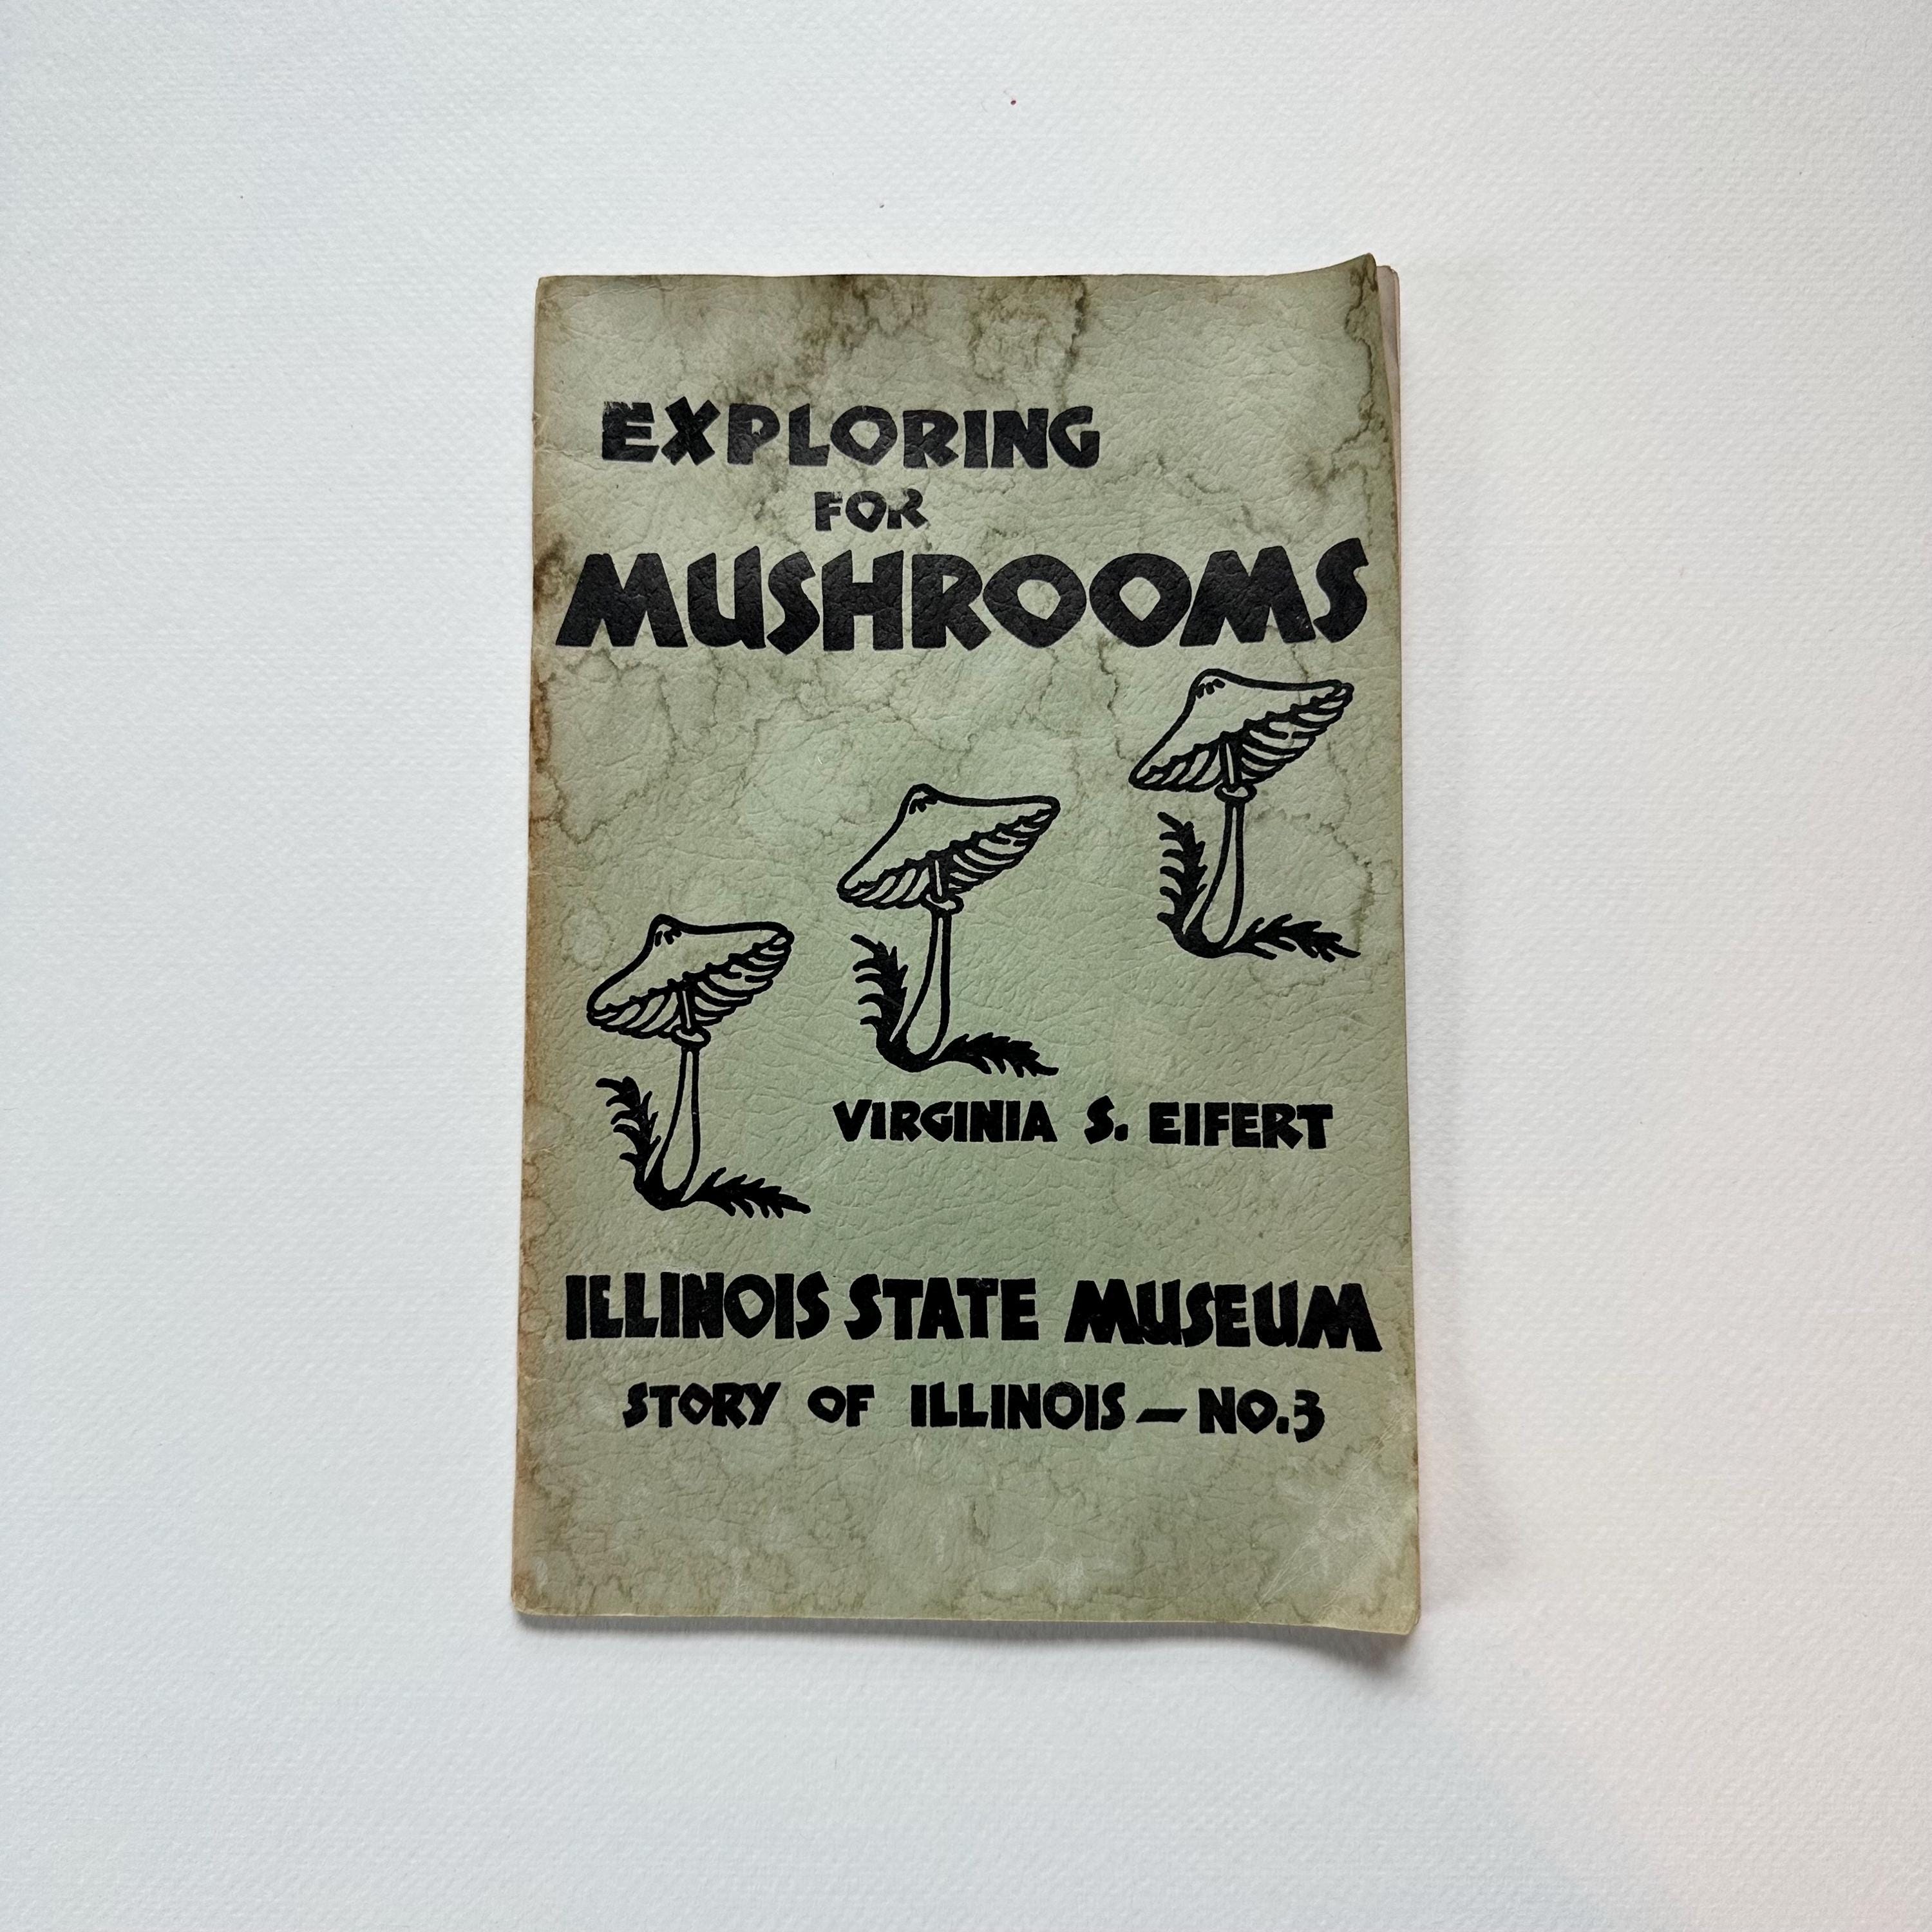 EXPLORING
FOR
MUSHROOMS
VIRGINIA S. EIFERT
ILLINOIS STATE MUSEUM
STORY OF ILLINOIS — NO.3